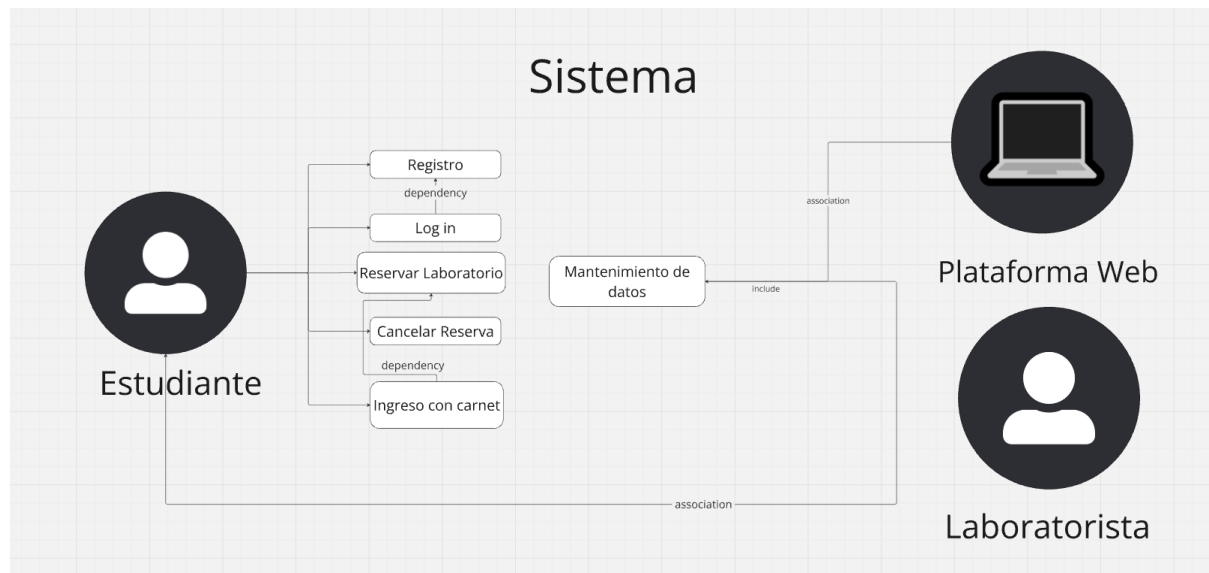 Sistema
Registro
dependency
Log in
Reservar Laboratorio
Cancelar Reserva
dependency
Ingreso con carnet
Estudiante
Mantenimiento de
datos
include
association
association
Plataforma Web
Laboratorista